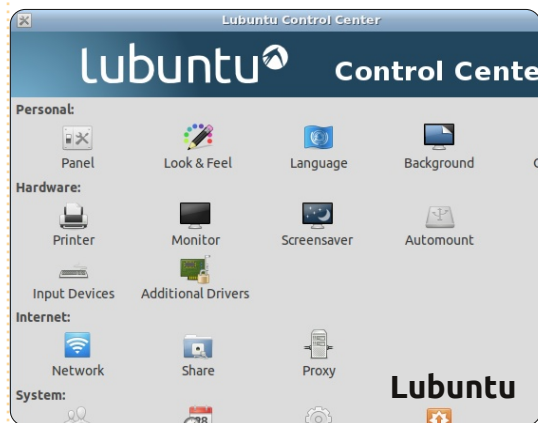 Lubuntu Control Center
lubuntu Control Cente
Personal:
Panel Look & Feel Language Background
Hardware:
Printer Monitor Screensaver Automount
Input Devices Additional Drivers
Internet:
Network Share Proxy
System:
Lubuntu